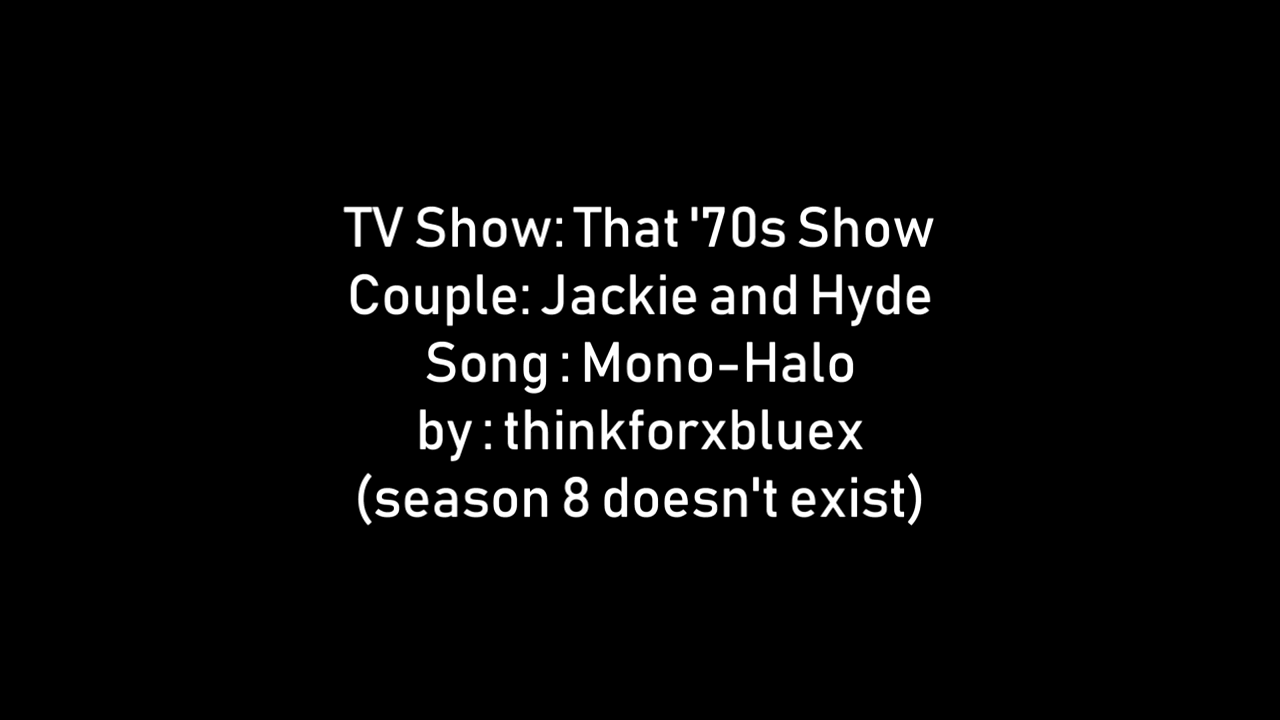 TV Show: That '70s Show
Couple: Jackie and Hyde
Song : Mono-Halo
by : thinkforxbluex
(season 8 doesn't exist)